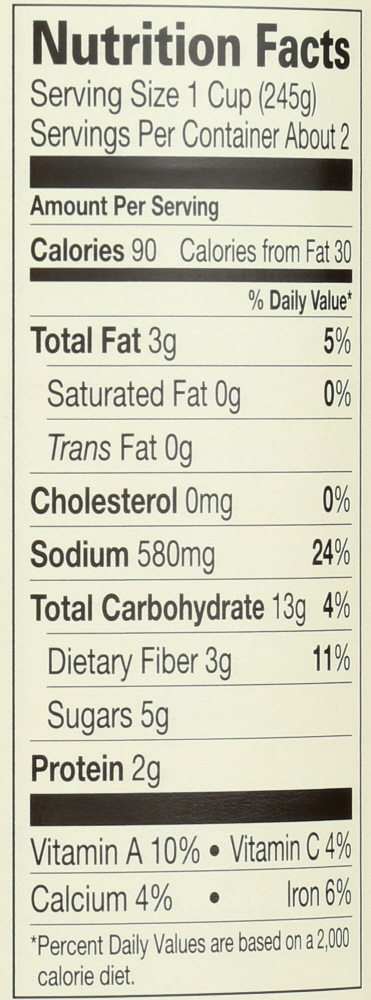 Nutrition Facts
Serving Size 1 Cup (245g)
Servings Per Container About 2
Amount Per Serving
Calories 90 Calories from Fat 30
% Daily Value*
Total Fat 3g 5%
Saturated Fat 0g 0%
Trans Fat 0g
Cholesterol 0mg 0%
Sodium 580mg 24%
Total Carbohydrate 13g 4%
Dietary Fiber 3g 11%
Sugars 5g
Protein 2g
Vitamin A 10% • Vitamin C 4%
Calcium 4% • Iron 6%
*Percent Daily Values are based on a 2,000
calorie diet.